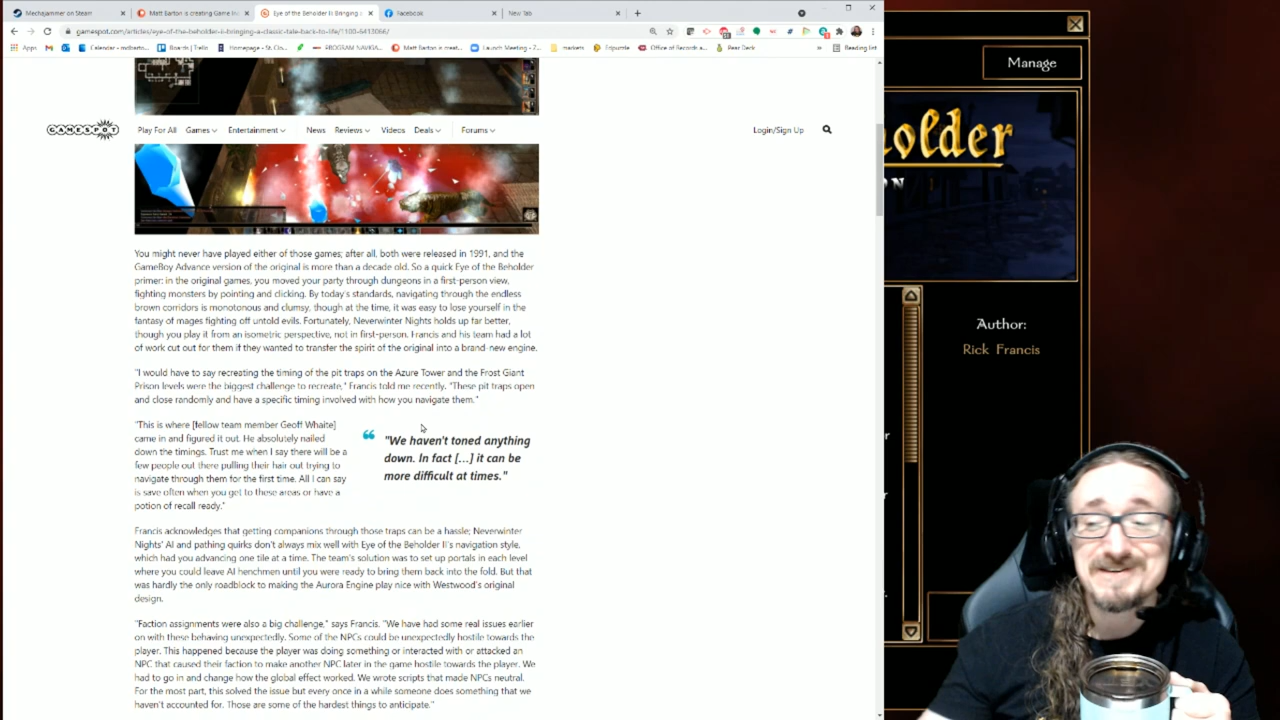 Mechajammer on Steam
Matt Barton is creating Game In
Eye of the Beholder II Bringing a
Facebook
New Tab
gamespot.com/articles/eye-of-the-beholder-is-bringing-a-classic-tale-back-to-life/1100-6413066/
Apps
Boards | Trello
Homepage - St. Clo...
PROGRAM NAVIGA...
Matt Barton is creat...
Launch Meeting - Z...
markets
Edpuzzle
Office of Records a...
Pear Deck
Reading list
Manage
GAMESPOT
Play For All Games Entertainment News Reviews Videos Deals Forums
Login/Sign Up
older
ON
You might never have played either of those games; after all, both were released in 1991, and the
GameBoy Advance version of the original is more than a decade old. So a quick Eye of the Beholder
primer: in the original games, you moved your party through dungeons in a first-person view,
fighting monsters by pointing and clicking. By today's standards, navigating through the endless
brown corridors is monotonous and clumsy, though at the time, it was easy to lose yourself in the
fantasy of mages fighting off untold evils. Fortunately, Neverwinter Nights holds up far better,
though you play it from an isometric perspective, not in first-person. Francis and his team had a lot
of work cut out for them if they wanted to transfer the spirit of the original into a brand-new engine.
"I would have to say recreating the timing of the pit traps on the Azure Tower and the Frost Giant
Prison levels were the biggest challenge to recreate," Francis told me recently. "These pit traps open
and close randomly and have a specific timing involved with how you navigate them."
"This is where [fellow team member Geoff Whaite]
came in and figured it out. He absolutely nailed
down the timings. Trust me when I say there will be a
few people out there pulling their hair out trying to
navigate through them for the first time. All I can say
is save often when you get to these areas or have a
potion of recall ready."
"We haven't toned anything
down. In fact [...] it can be
more difficult at times."
Francis acknowledges that getting companions through those traps can be a hassle; Neverwinter
Nights' AI and pathing quirks don't always mix well with Eye of the Beholder II's navigation style,
which had you advancing one tile at a time. The team's solution was to set up portals in each level
where you could leave AI henchmen until you were ready to bring them back into the fold. But that
was hardly the only roadblock to making the Aurora Engine play nice with Westwood's original
design.
"Faction assignments were also a big challenge," says Francis. "We have had some real issues earlier
on with these behaving unexpectedly. Some of the NPCs could be unexpectedly hostile towards the
player. This happened because the player was doing something or interacted with or attacked an
NPC that caused their faction to make another NPC later in the game hostile towards the player. We
had to go in and change how the global effect worked. We wrote scripts that made NPCs neutral.
For the most part, this solved the issue but every once in a while someone does something that we
haven't accounted for. Those are some of the hardest things to anticipate."
Author:
Rick Francis